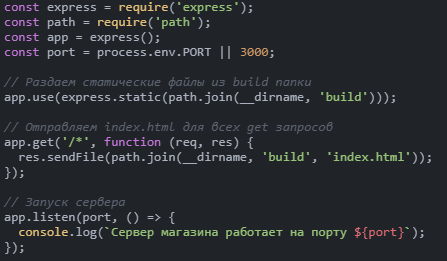 const express = require('express');
const path = require('path');
const app = express();
const port = process.env.PORT || 3000;

// Раздаем статические файлы из build папки
app.use(express.static(path.join(__dirname, 'build')));

// Отправляем index.html для всех get запросов
app.get('/*', function (req, res) {
  res.sendFile(path.join(__dirname, 'build', 'index.html'));
});

// Запуск сервера
app.listen(port, () => {
  console.log(`Сервер магазина работает на порту ${port}`);
});